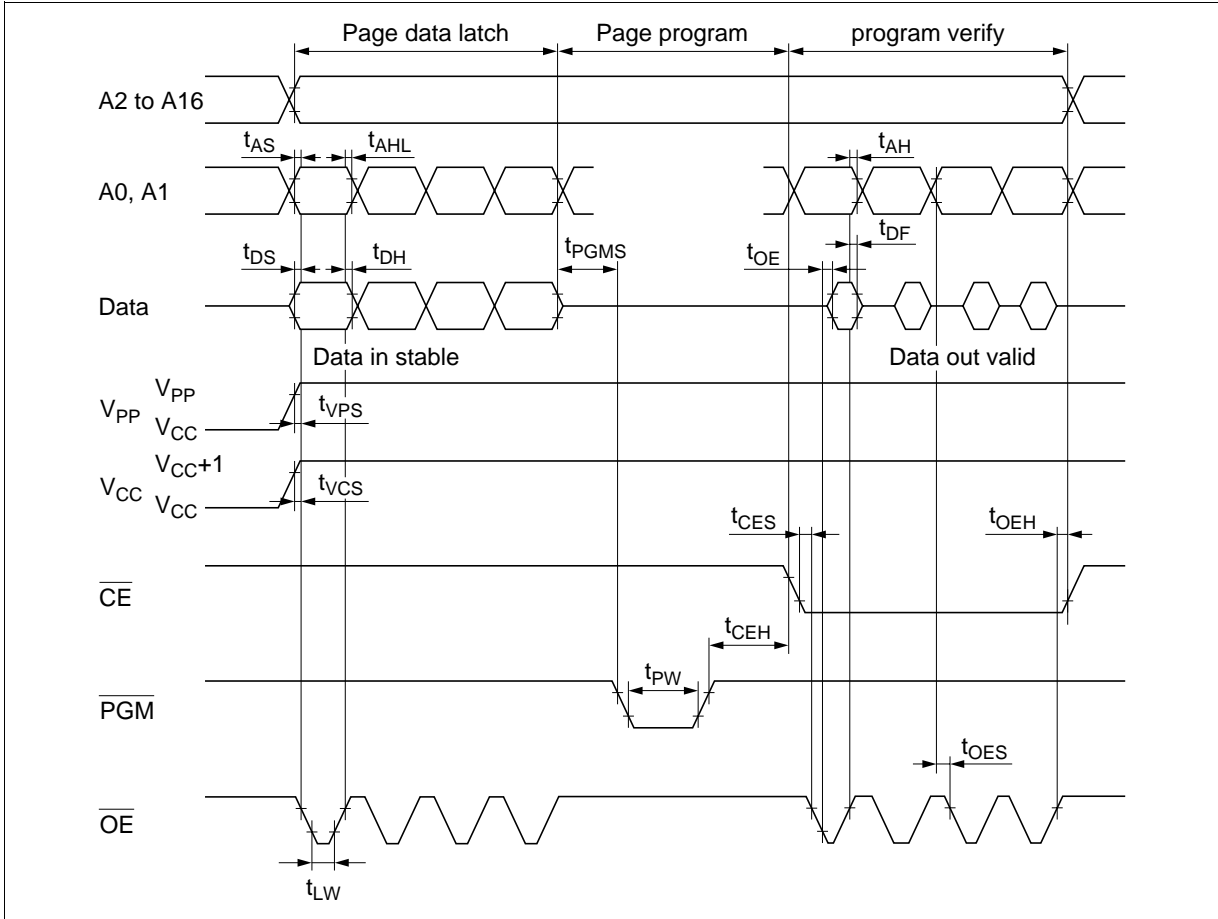 Page data latch Page program program verify
A2 to A16
tAS tAHL tAH
A0, A1
tDS tDH tPGMS tOE tDF
Data
Data in stable Data out valid
VPP
VPP tVPS
VCC
VCC+1
VCC tVCS
VCC
tCES tOEH
CE
tCEH
tPW
PGM
tOES
OE
tLW